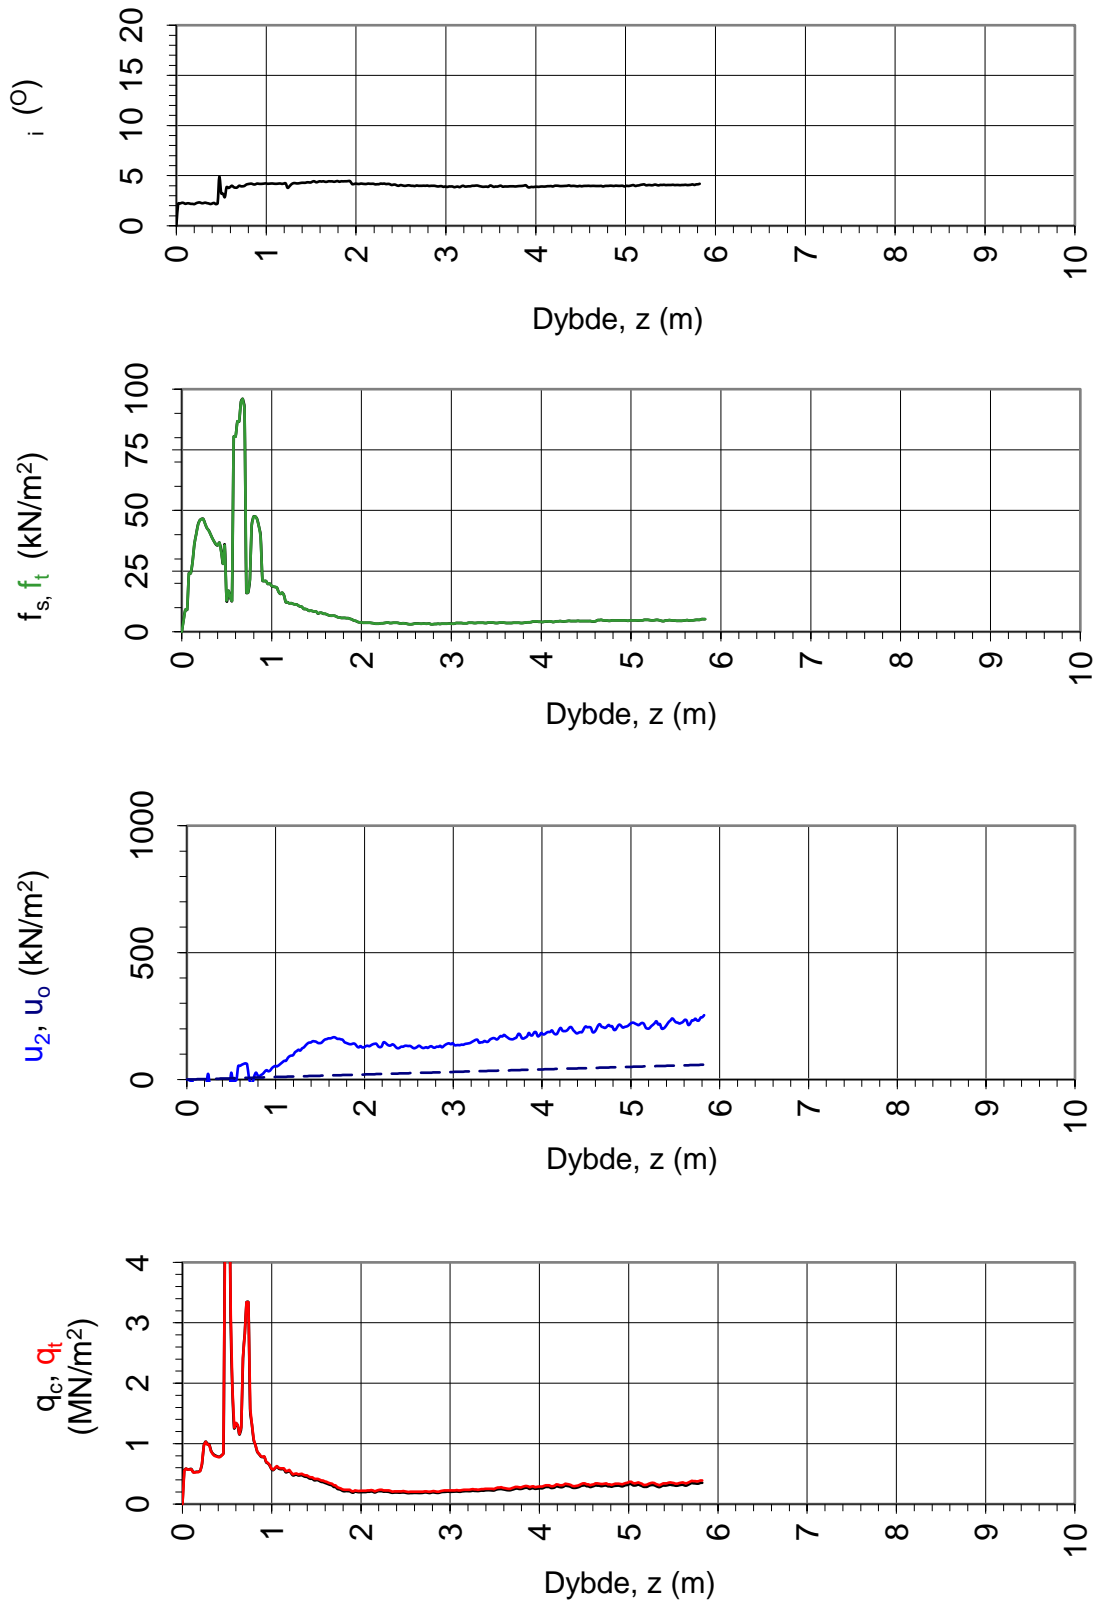 i (O)
20
15
10
5
0
0 1 2 3 4 5 6 7 8 9 10
Dybde, z (m)
fs, ft (kN/m2)
100
75
50
25
0
0 1 2 3 4 5 6 7 8 9 10
Dybde, z (m)
u2, uo (kN/m2)
1000
500
0
0 1 2 3 4 5 6 7 8 9 10
Dybde, z (m)
qc, qt
(MN/m2)
4
3
2
1
0
0 1 2 3 4 5 6 7 8 9 10
Dybde, z (m)